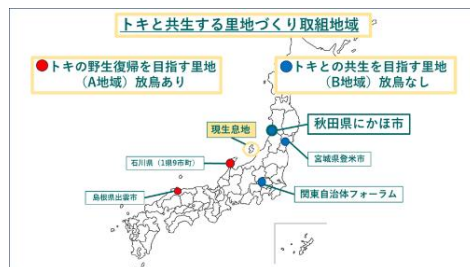 トキと共生する里地づくり取組地域
トキの野生復帰を目指す里地
(A地域)放鳥あり
トキとの共生を目指す里地
(B地域)放鳥なし
現生息地
秋田県にかほ市
石川県(1県9市町)
宮城県登米市
島根県出雲市
関東自治体フォーラム